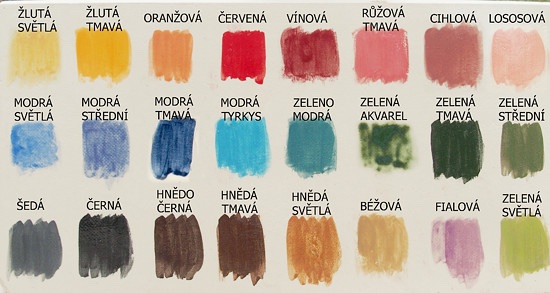 ŽLUTÁ SVĚTLÁ
ŽLUTÁ TMAVÁ
ORANŽOVÁ
ČERVENÁ
VÍNOVÁ
RŮŽOVÁ TMAVÁ
CIHLOVÁ
LOSOSOVÁ
MODRÁ SVĚTLÁ
MODRÁ STŘEDNÍ
MODRÁ TMAVÁ
MODRÁ TYRKYS
ZELENO MODRÁ
ZELENÁ AKVAREL
ZELENÁ TMAVÁ
ZELENÁ STŘEDNÍ
ŠEDÁ
ČERNÁ
HNĚDO ČERNÁ
HNĚDÁ TMAVÁ
HNĚDÁ SVĚTLÁ
BÉŽOVÁ
FIALOVÁ
ZELENÁ SVĚTLÁ